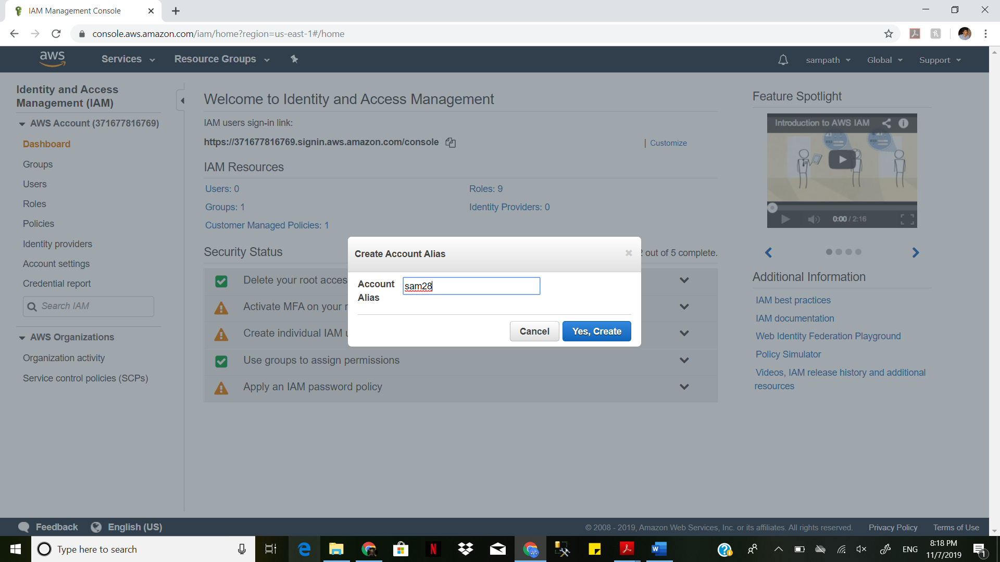 IAM Management Console
console.aws.amazon.com/iam/home?region=us-east-1#/home
aws
Services
Resource Groups
sampath
Global
Support
Identity and Access
Management (IAM)
AWS Account (371677816769)
Dashboard
Groups
Users
Roles
Policies
Identity providers
Account settings
Credential report
Search IAM
AWS Organizations
Organization activity
Service control policies (SCPs)
Welcome to Identity and Access Management
IAM users sign-in link:
https://371677816769.signin.aws.amazon.com/console
| Customize
IAM Resources
Users: 0
Roles: 9
Groups: 1
Identity Providers: 0
Customer Managed Policies: 1
Security Status
out of 5 complete.
Delete your root acces
Activate MFA on your
Create individual IAM
Use groups to assign permissions
Apply an IAM password policy
Create Account Alias
Account
Alias
sam28
Cancel
Yes, Create
Feature Spotlight
Introduction to AWS IAM
0:00 / 2:16
Additional Information
IAM best practices
IAM documentation
Web Identity Federation Playground
Policy Simulator
Videos, IAM release history and additional
resources
Feedback
English (US)
© 2008 - 2019, Amazon Web Services, Inc. or its affiliates. All rights reserved.
Privacy Policy
Terms of Use
Type here to search
ENG
8:18 PM
11/7/2019
1